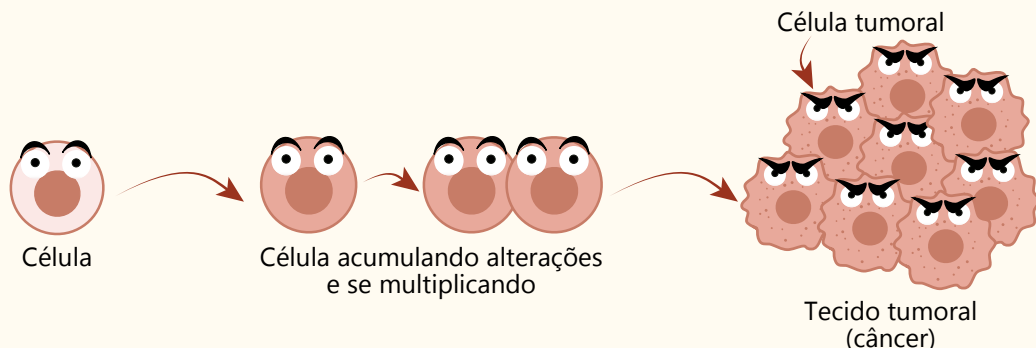 Célula tumoral
Célula
Célula acumulando alterações
e se multiplicando
Tecido tumoral
(câncer)